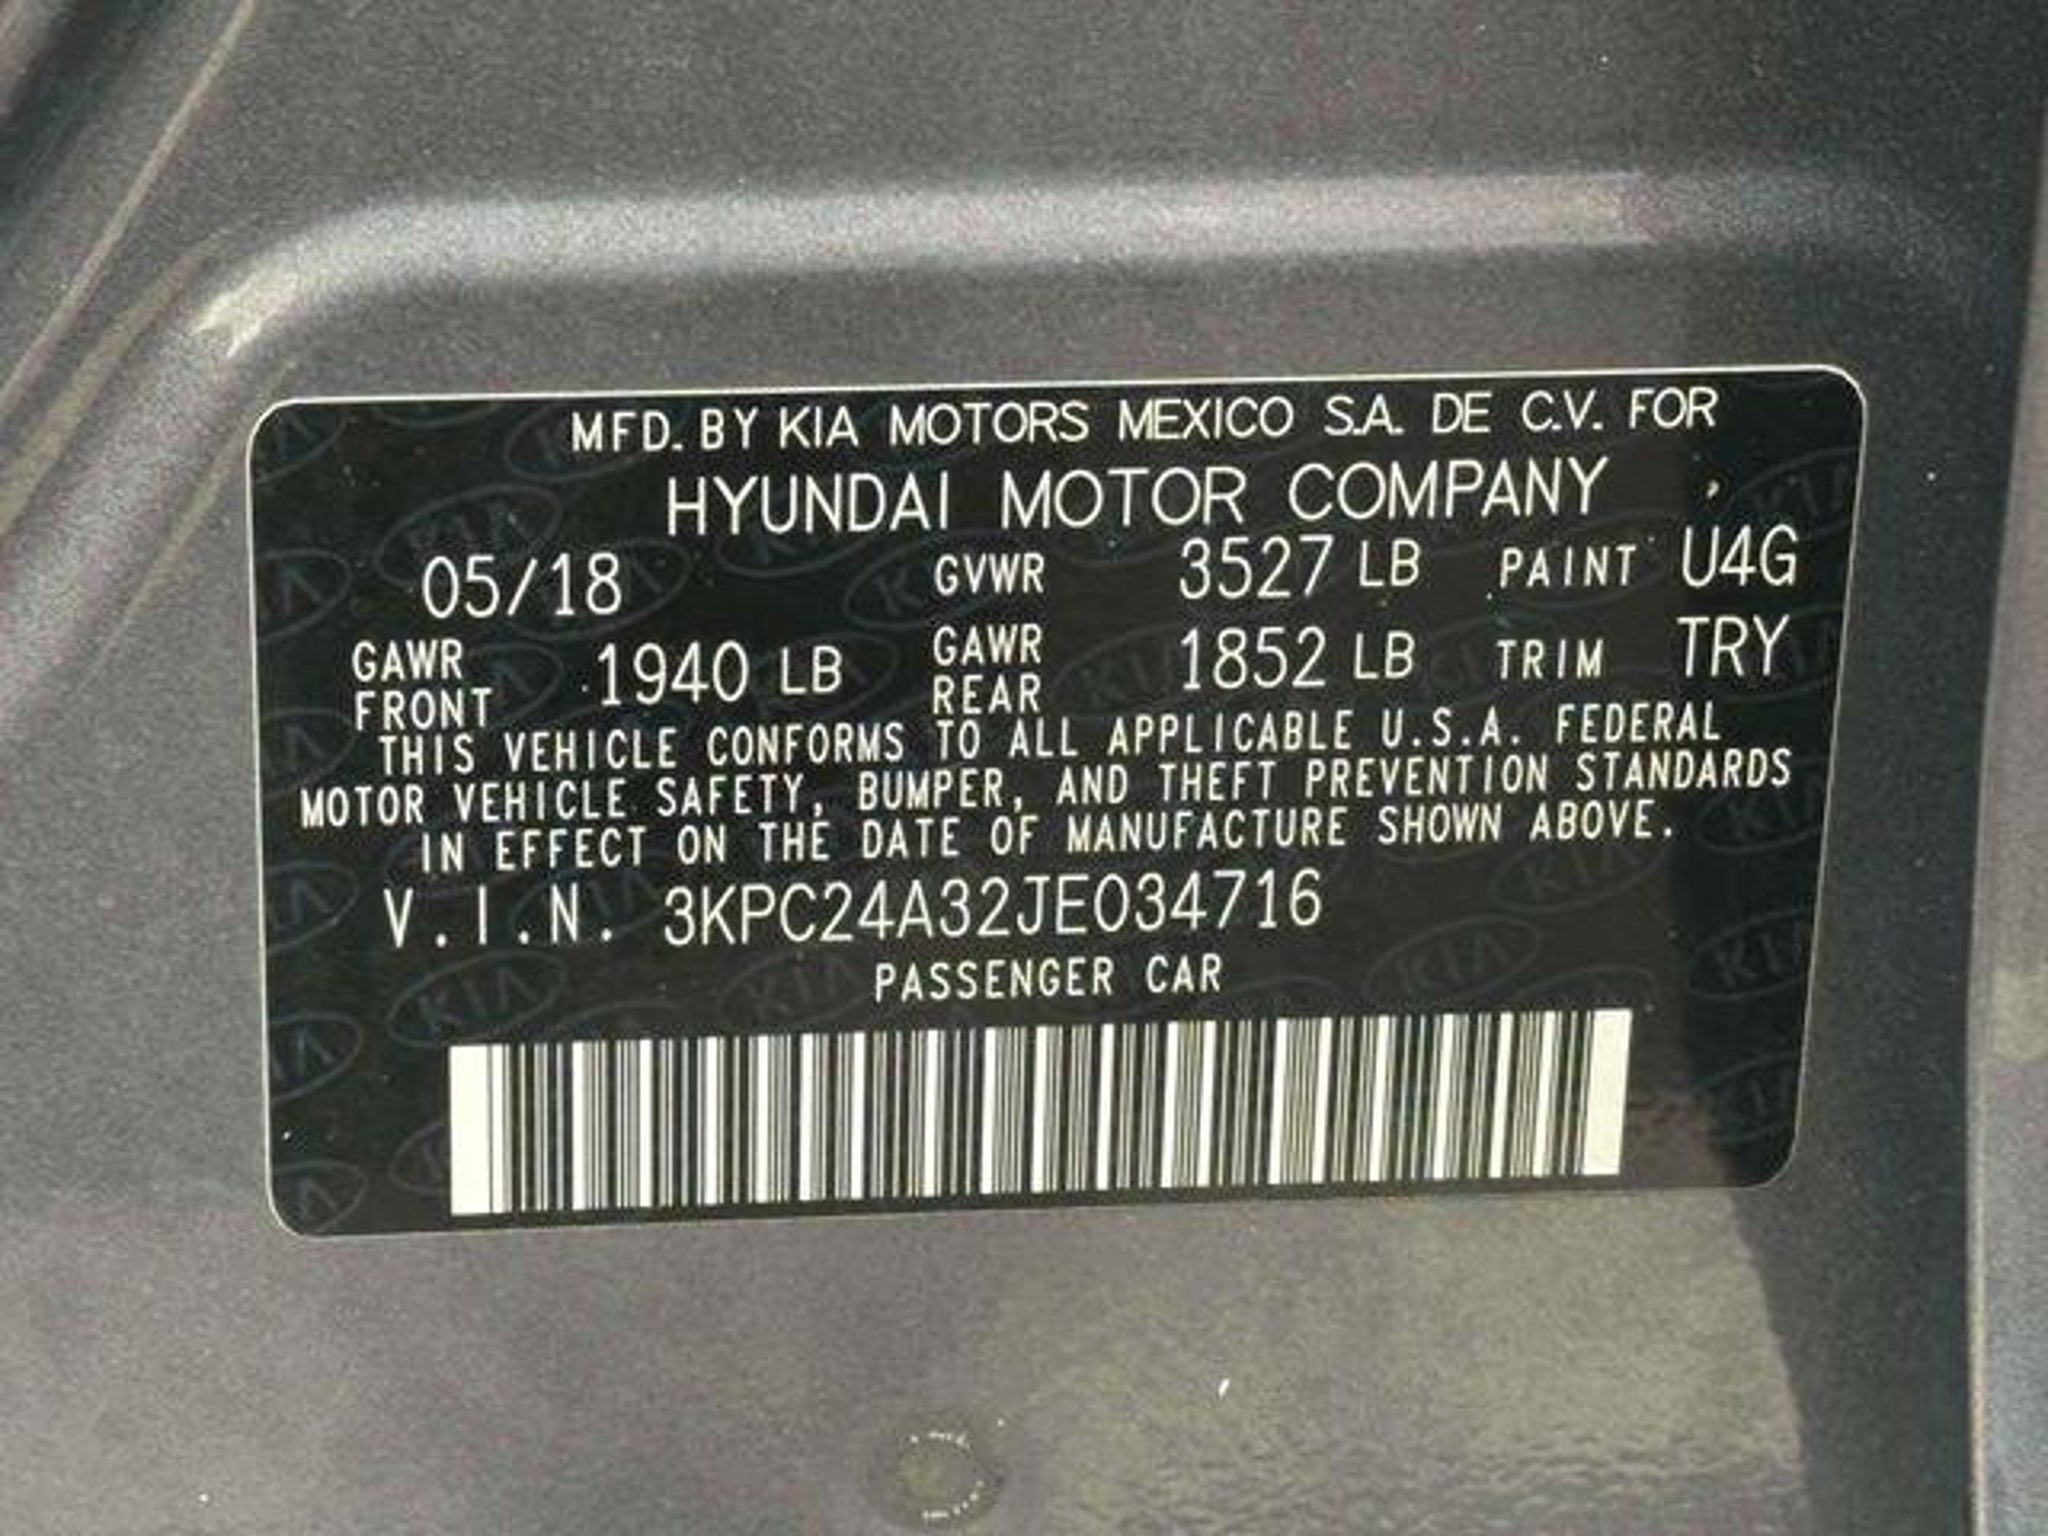 MFD. BY KIA MOTORS MEXICO S.A. DE C.V. FOR
HYUNDAI MOTOR COMPANY
05/18 GVWR 3527 LB PAINT U4G
GAWR FRONT 1940 LB GAWR REAR 1852 LB TRIM TRY
THIS VEHICLE CONFORMS TO ALL APPLICABLE U.S.A. FEDERAL
MOTOR VEHICLE SAFETY, BUMPER, AND THEFT PREVENTION STANDARDS
IN EFFECT ON THE DATE OF MANUFACTURE SHOWN ABOVE.
V.I.N. 3KPC24A32JE034716
PASSENGER CAR